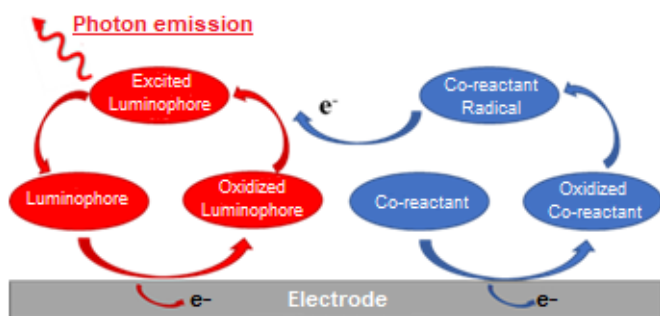 Photon emission
Excited
Luminophore
Co-reactant
Radical
e-
Luminophore
Oxidized
Luminophore
Co-reactant
Oxidized
Co-reactant
e-
Electrode
e-